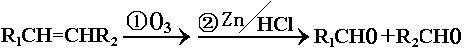 R₁CH=CHR₂ ①O₃ ②Zn/HCl R₁CHO+R₂CHO